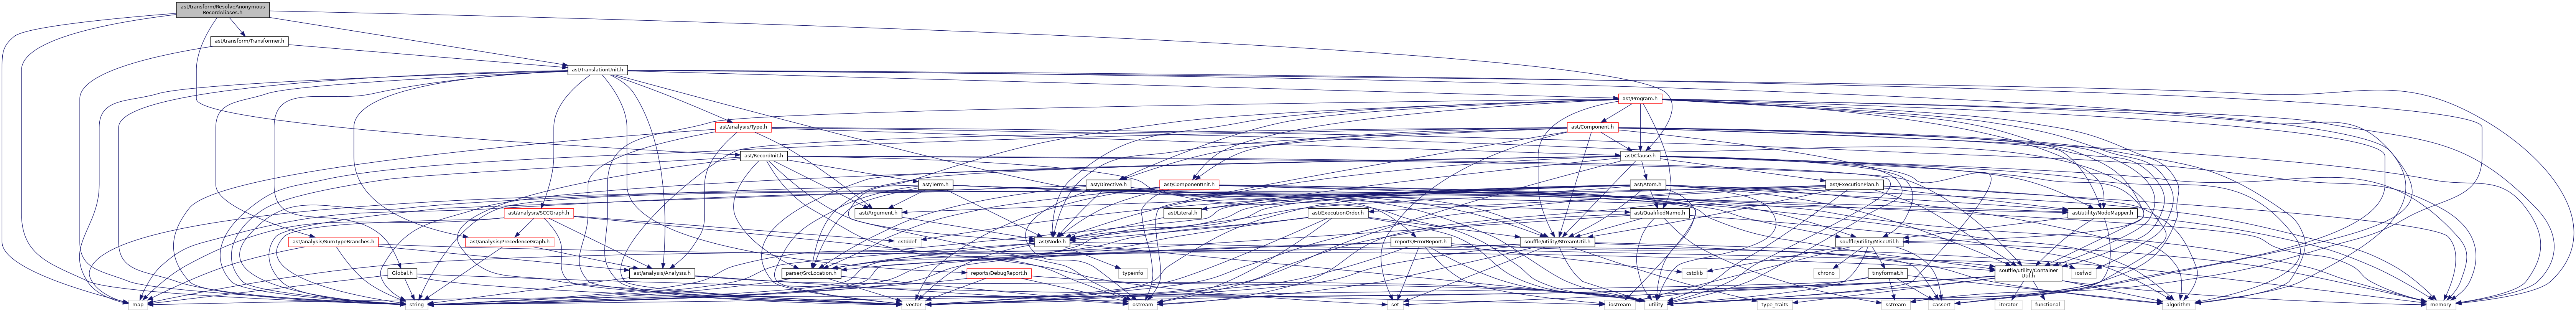 ast/transform/ResolveAnonymous
RecordAliases.h
ast/transform/Transformer.h
ast/TranslationUnit.h
ast/Program.h
ast/analysis/Type.h
ast/Component.h
ast/RecordInit.h
ast/Clause.h
ast/Term.h
ast/Directive.h
ast/ComponentInit.h
ast/Atom.h
ast/ExecutionPlan.h
ast/analysis/SCCGraph.h
ast/Argument.h
ast/Literal.h
ast/ExecutionOrder.h
ast/QualifiedName.h
ast/utility/NodeMapper.h
ast/analysis/SumTypeBranches.h
ast/analysis/PrecedenceGraph.h
cstddef
ast/Node.h
reports/ErrorReport.h
souffle/utility/StreamUtil.h
souffle/utility/MiscUtil.h
Global.h
ast/analysis/Analysis.h
parser/SrcLocation.h
reports/DebugReport.h
typeinfo
cstdlib
chrono
tinyformat.h
souffle/utility/Container
Util.h
iosfwd
map
string
vector
ostream
set
iostream
utility
type_traits
sstream
cassert
iterator
functional
algorithm
memory